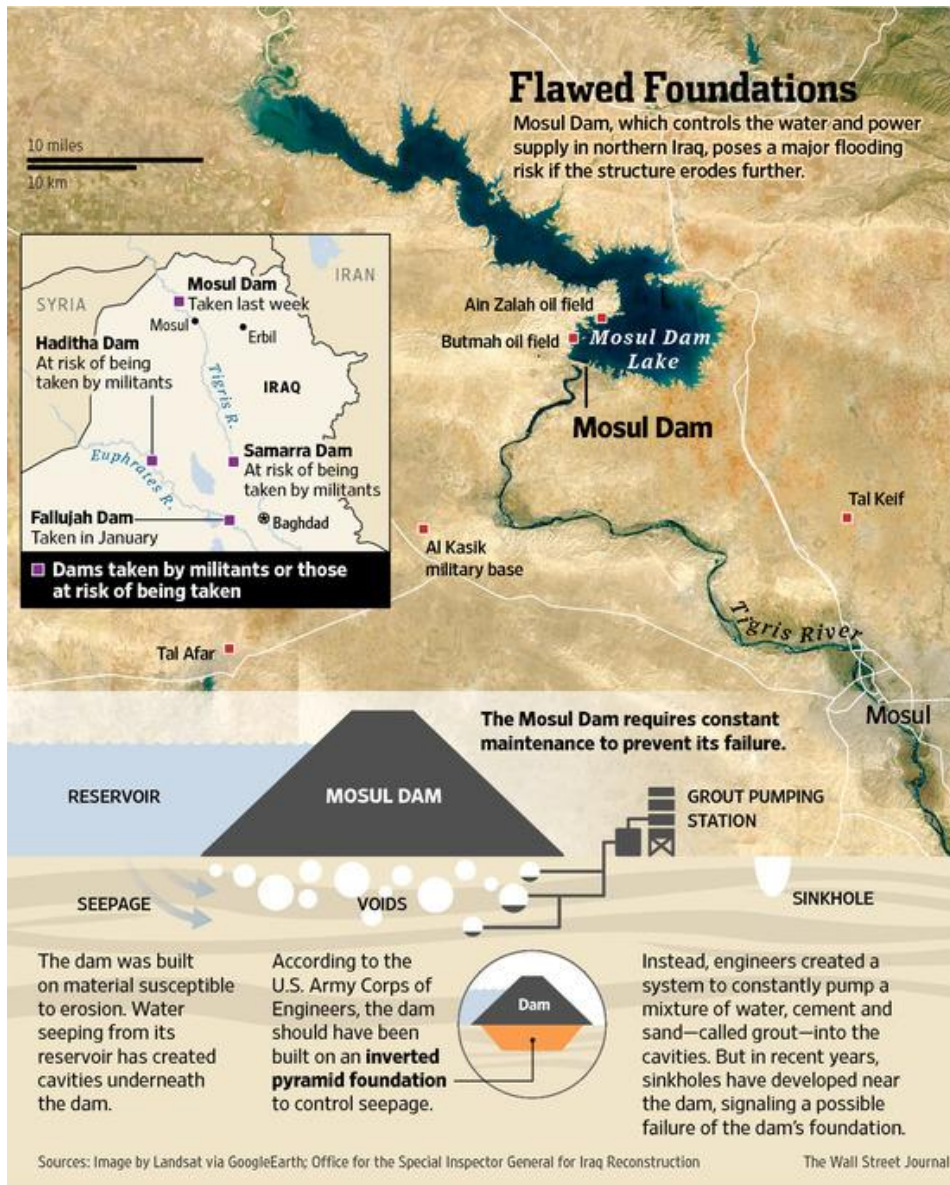 Flawed Foundations
Mosul Dam, which controls the water and power
supply in northern Iraq, poses a major flooding
risk if the structure erodes further.
10 miles
10 km
SYRIA
IRAN
Mosul Dam
Taken last week
Mosul
Erbil
Haditha Dam
At risk of being
taken by militants
Tigris R.
IRAQ
Euphrates R.
Samarra Dam
At risk of being
taken by militants
Fallujah Dam
Taken in January
Baghdad
Dams taken by militants or those
at risk of being taken
Ain Zalah oil field
Butmah oil field
Mosul Dam
Lake
Mosul Dam
Tal Keif
Al Kasik
military base
Tigris River
Tal Afar
Mosul
The Mosul Dam requires constant
maintenance to prevent its failure.
RESERVOIR
MOSUL DAM
GROUT PUMPING
STATION
SEEPAGE
VOIDS
SINKHOLE
The dam was built
on material susceptible
to erosion. Water
seeping from its
reservoir has created
cavities underneath
the dam.
According to the
U.S. Army Corps of
Engineers, the dam
should have been
built on an inverted
pyramid foundation
to control seepage.
Dam
Instead, engineers created a
system to constantly pump a
mixture of water, cement and
sand—called grout—into the
cavities. But in recent years,
sinkholes have developed near
the dam, signaling a possible
failure of the dam's foundation.
Sources: Image by Landsat via GoogleEarth; Office for the Special Inspector General for Iraq Reconstruction
The Wall Street Journal